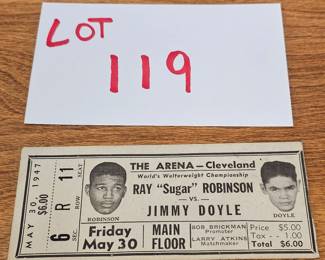 LOT
119
MAY 30, 1947
$6.00
6 R 11
SEC. ROW SEAT
THE ARENA — Cleveland
World's Welterweight Championship
RAY "Sugar" ROBINSON
— VS. —
JIMMY DOYLE
ROBINSON
DOYLE
Friday
May 30
MAIN
FLOOR
BOB BRICKMAN
Promoter
LARRY ATKINS
Matchmaker
Price $5.00
Tax -- 1.00
Total $6.00